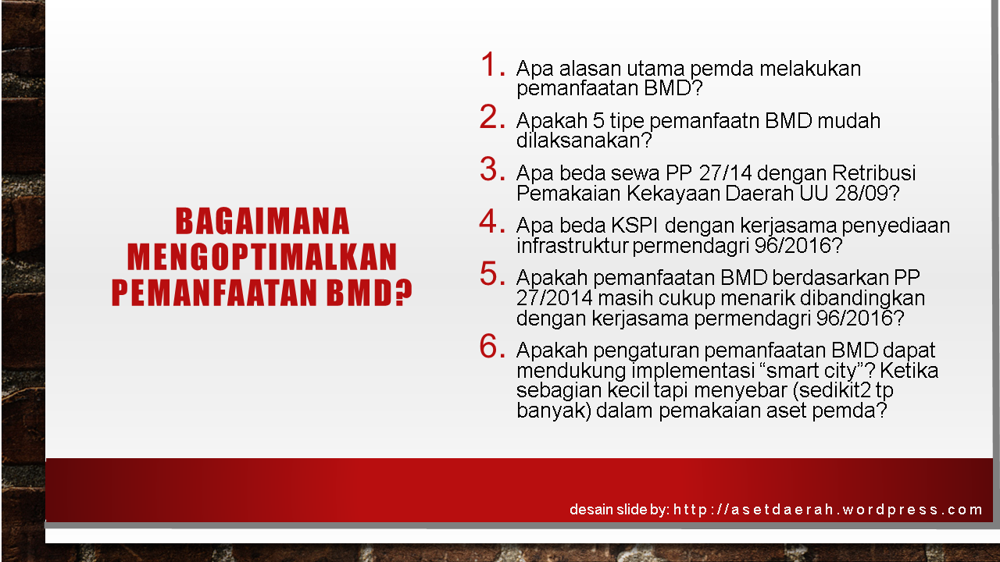 BAGAIMANA
MENGOPTIMALKAN
PEMANFAATAN BMD?
1. Apa alasan utama pemda melakukan
pemanfaatan BMD?
2. Apakah 5 tipe pemanfaatn BMD mudah
dilaksanakan?
3. Apa beda sewa PP 27/14 dengan Retribusi
Pemakaian Kekayaan Daerah UU 28/09?
4. Apa beda KSPI dengan kerjasama penyediaan
infrastruktur permendagri 96/2016?
5. Apakah pemanfaatan BMD berdasarkan PP
27/2014 masih cukup menarik dibandingkan
dengan kerjasama permendagri 96/2016?
6. Apakah pengaturan pemanfaatan BMD dapat
mendukung implementasi “smart city”? Ketika
sebagian kecil tapi menyebar (sedikit2 tp
banyak) dalam pemakaian aset pemda?
desain slide by: http://asetdaerah.wordpress.com